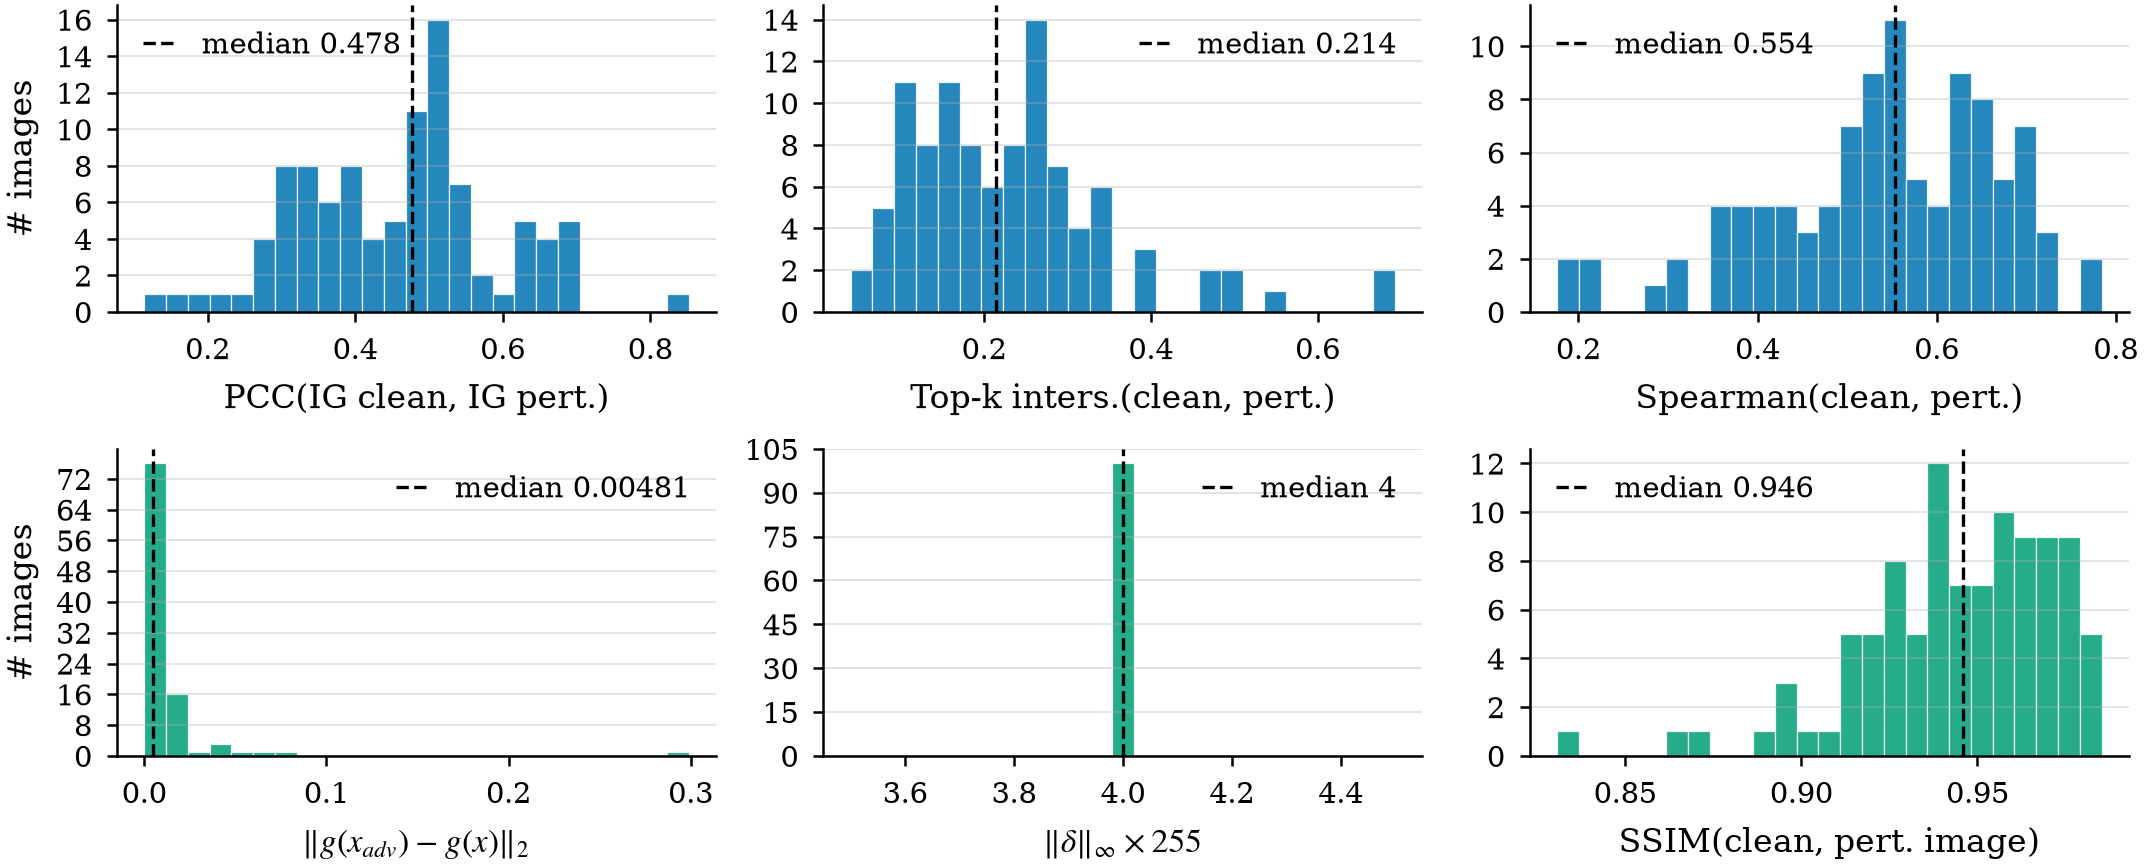 # images
16
14
12
10
8
6
4
2
0
median 0.478
0.2 0.4 0.6 0.8
PCC(IG clean, IG pert.)
14
12
10
8
6
4
2
0
median 0.214
0.2 0.4 0.6
Top-k inters.(clean, pert.)
10
8
6
4
2
0
median 0.554
0.2 0.4 0.6 0.8
Spearman(clean, pert.)
# images
72
64
56
48
40
32
24
16
8
0
median 0.00481
0.0 0.1 0.2 0.3
‖g(x_adv) − g(x)‖₂
105
90
75
60
45
30
15
0
median 4
3.6 3.8 4.0 4.2 4.4
‖δ‖∞ × 255
12
10
8
6
4
2
0
median 0.946
0.85 0.90 0.95
SSIM(clean, pert. image)